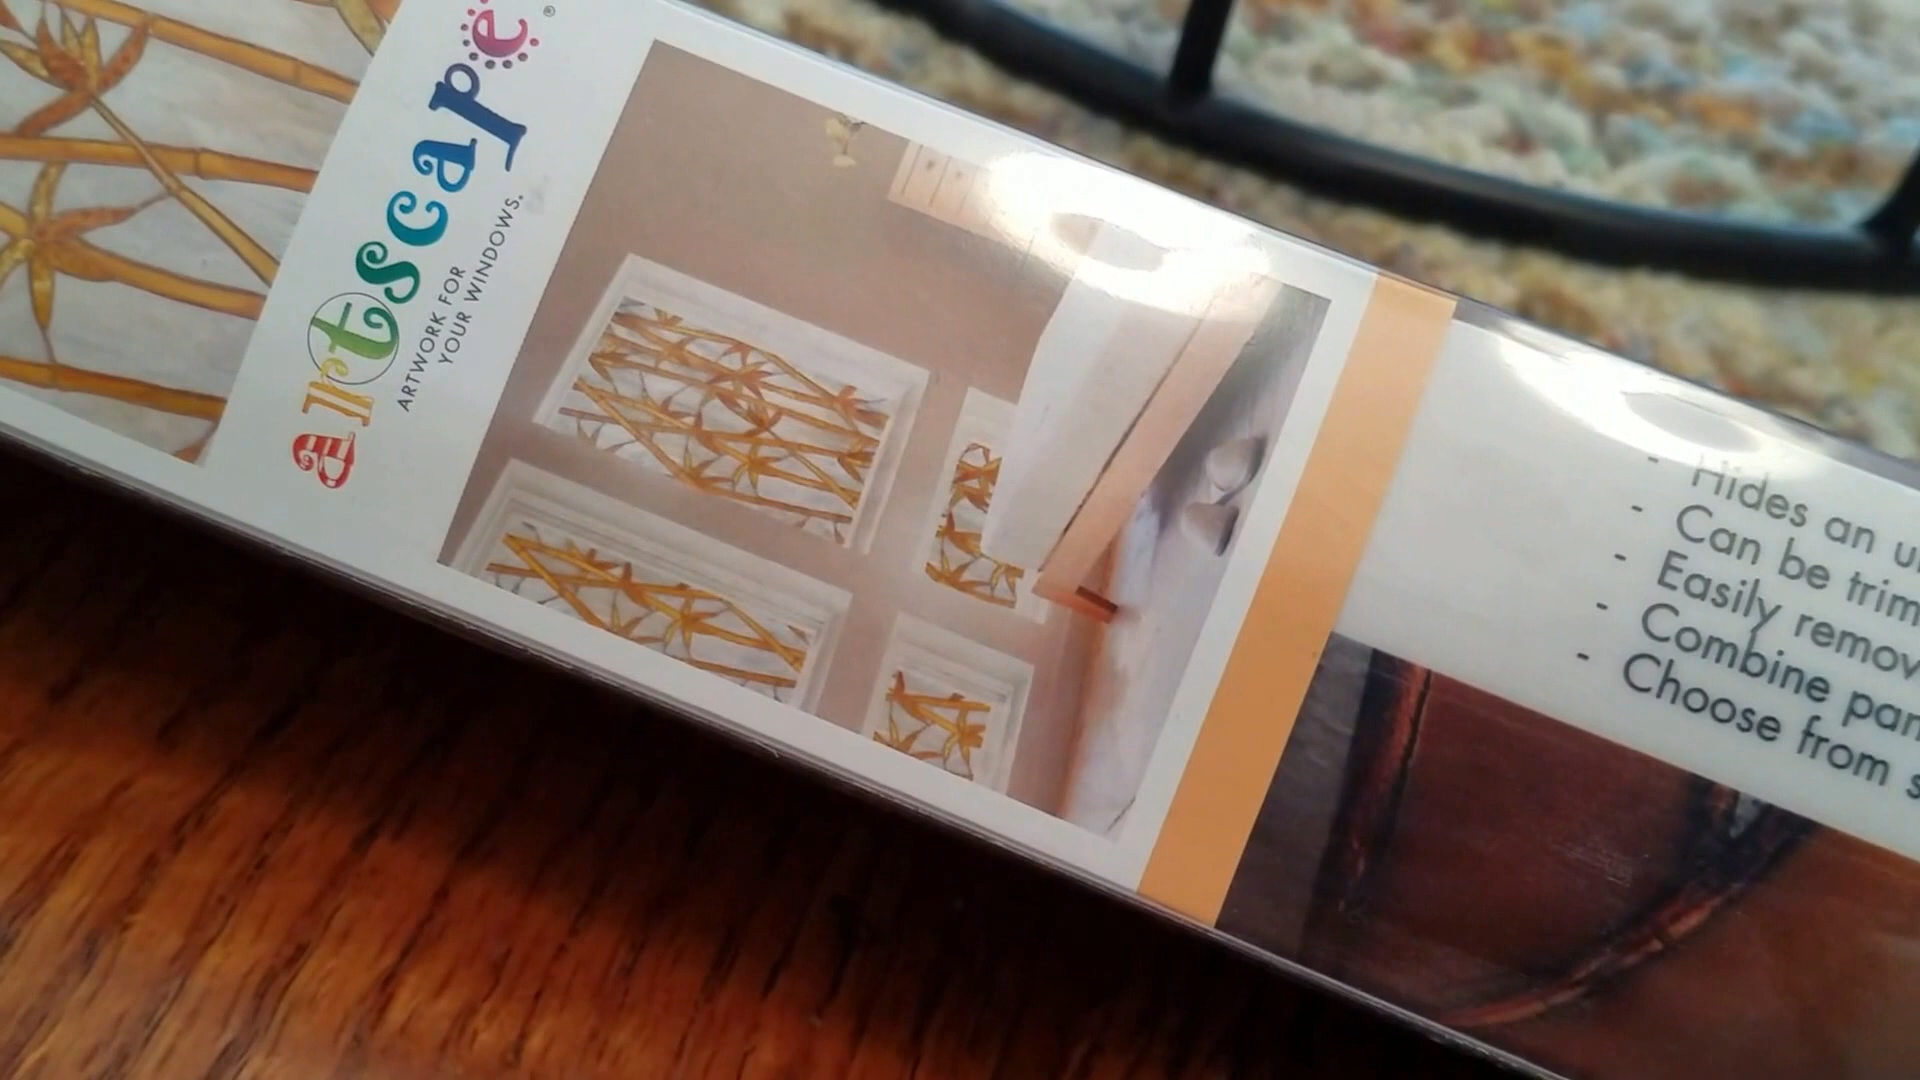 artscape®
ARTWORK FOR
YOUR WINDOWS.
- Hides an u
- Can be trim
- Easily remov
- Combine pan
- Choose from s